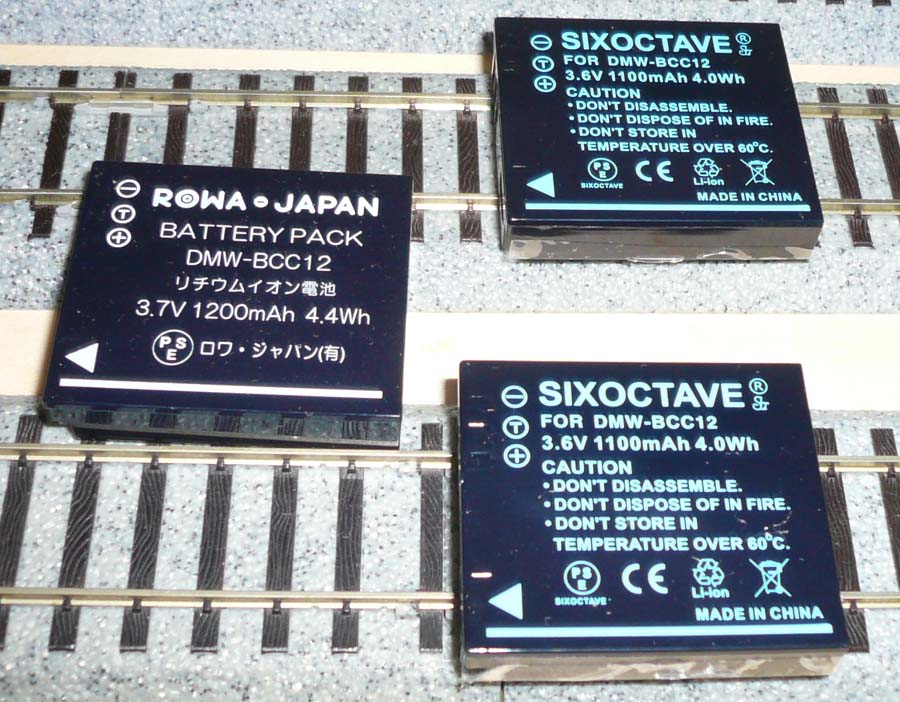 SIXOCTAVE ®
FOR DMW-BCC12
3.6V 1100mAh 4.0Wh
CAUTION
•DON'T DISASSEMBLE.
•DON'T DISPOSE OF IN FIRE.
•DON'T STORE IN
TEMPERATURE OVER 60°C.
PSE
SIXOCTAVE
CE
Li-ion
MADE IN CHINA
T
ROWA•JAPAN
BATTERY PACK
DMW-BCC12
リチウムイオン電池
3.7V 1200mAh 4.4Wh
PSE ロワ・ジャパン(有)
T
SIXOCTAVE ®
FOR DMW-BCC12
3.6V 1100mAh 4.0Wh
CAUTION
•DON'T DISASSEMBLE.
•DON'T DISPOSE OF IN FIRE.
•DON'T STORE IN
TEMPERATURE OVER 60°C.
PSE
SIXOCTAVE
CE
Li-ion
MADE IN CHINA
T